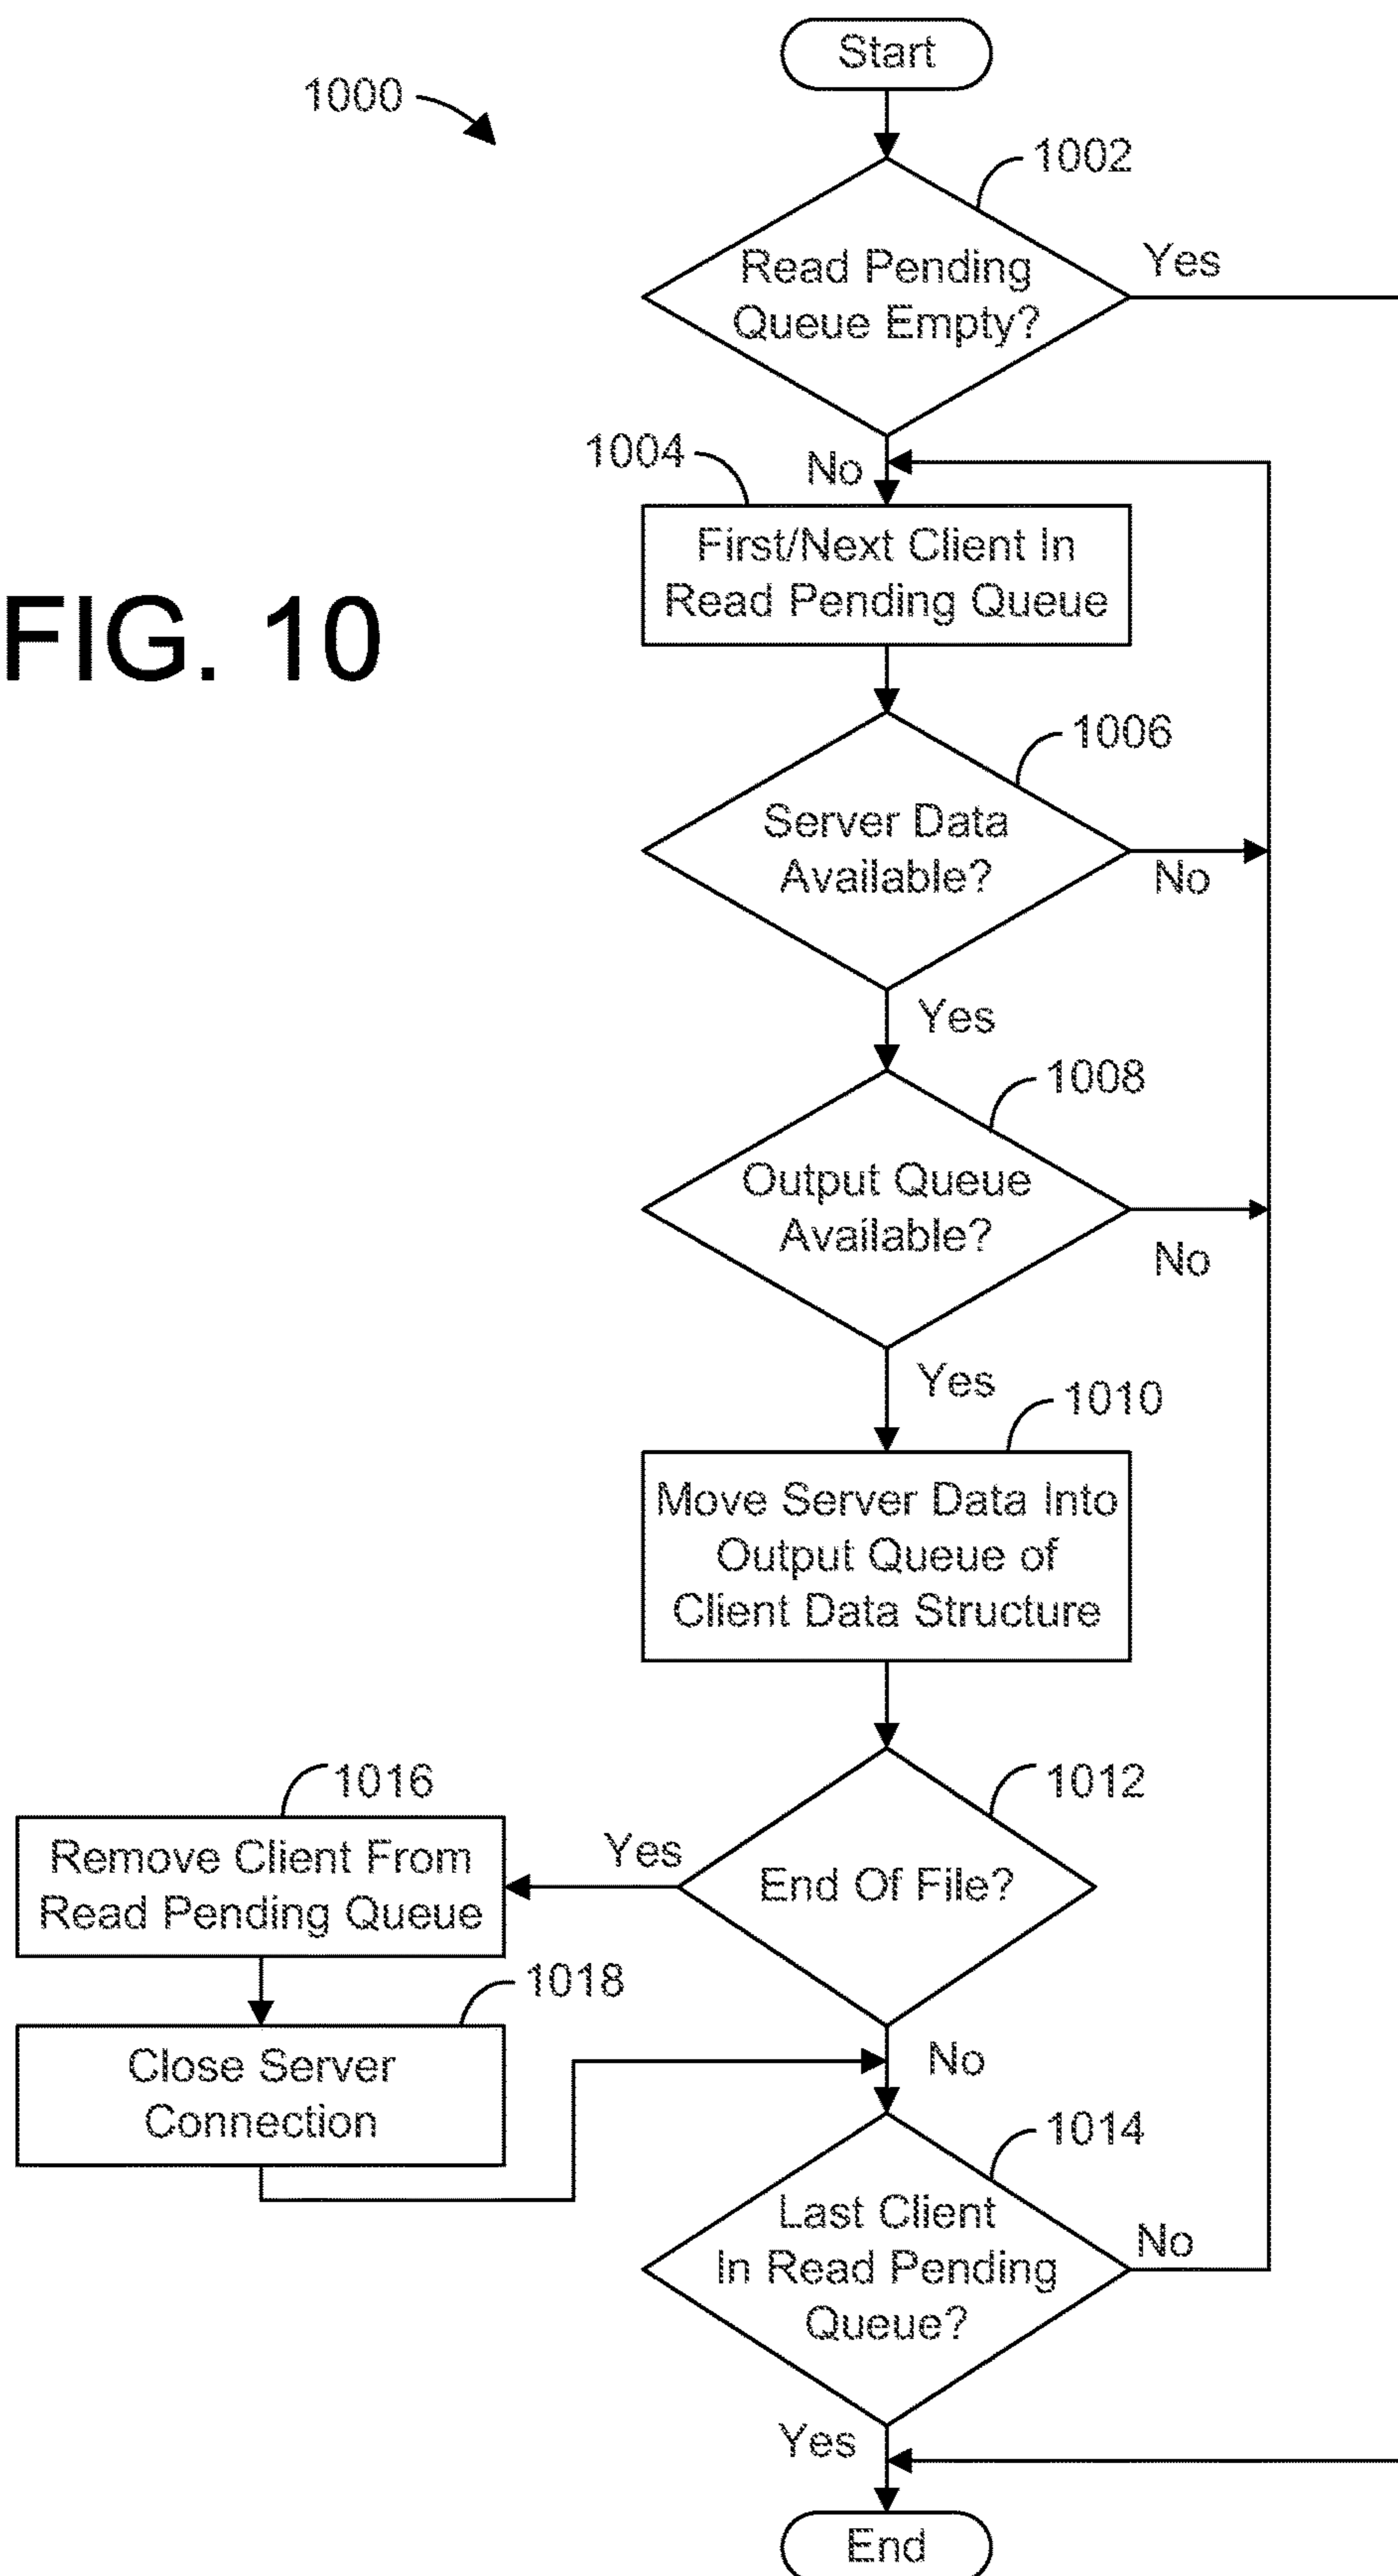 Start
1000
1002
Read Pending
Queue Empty?
Yes
1004
No
First/Next Client In
Read Pending Queue
FIG. 10
1006
Server Data
Available?
No
Yes
1008
Output Queue
Available?
No
Yes
1010
Move Server Data Into
Output Queue of
Client Data Structure
1016
1012
Remove Client From
Read Pending Queue
Yes
End Of File?
1018
Close Server
Connection
No
1014
Last Client
In Read Pending
Queue?
No
Yes
End